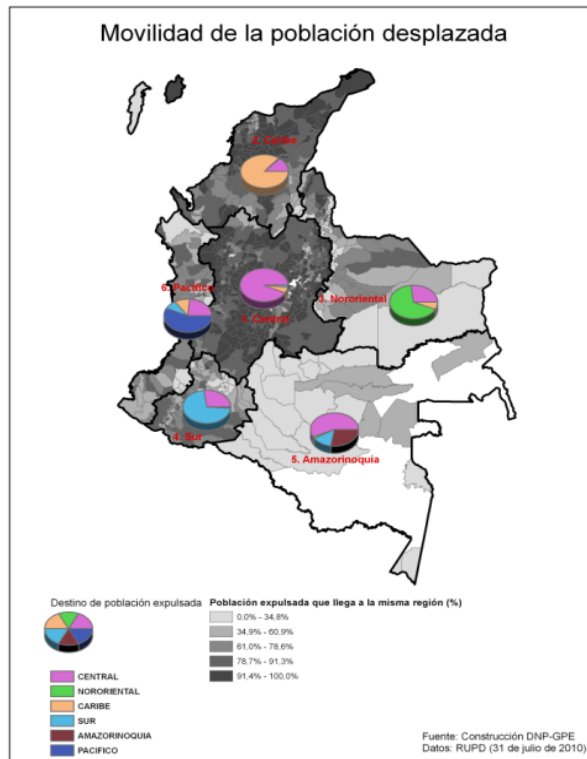 Movilidad de la población desplazada
2. Caribe
6. Pacifico
1. Central
3. Nororiental
4. Sur
5. Amazorinoquia
Destino de población expulsada
CENTRAL
NORORIENTAL
CARIBE
SUR
AMAZORINOQUIA
PACIFICO
Población expulsada que llega a la misma región (%)
0,0% - 34,8%
34,9% - 60,9%
61,0% - 78,6%
78,7% - 91,3%
91,4% - 100,0%
Fuente: Construcción DNP-GPE
Datos: RUPD (31 de julio de 2010)